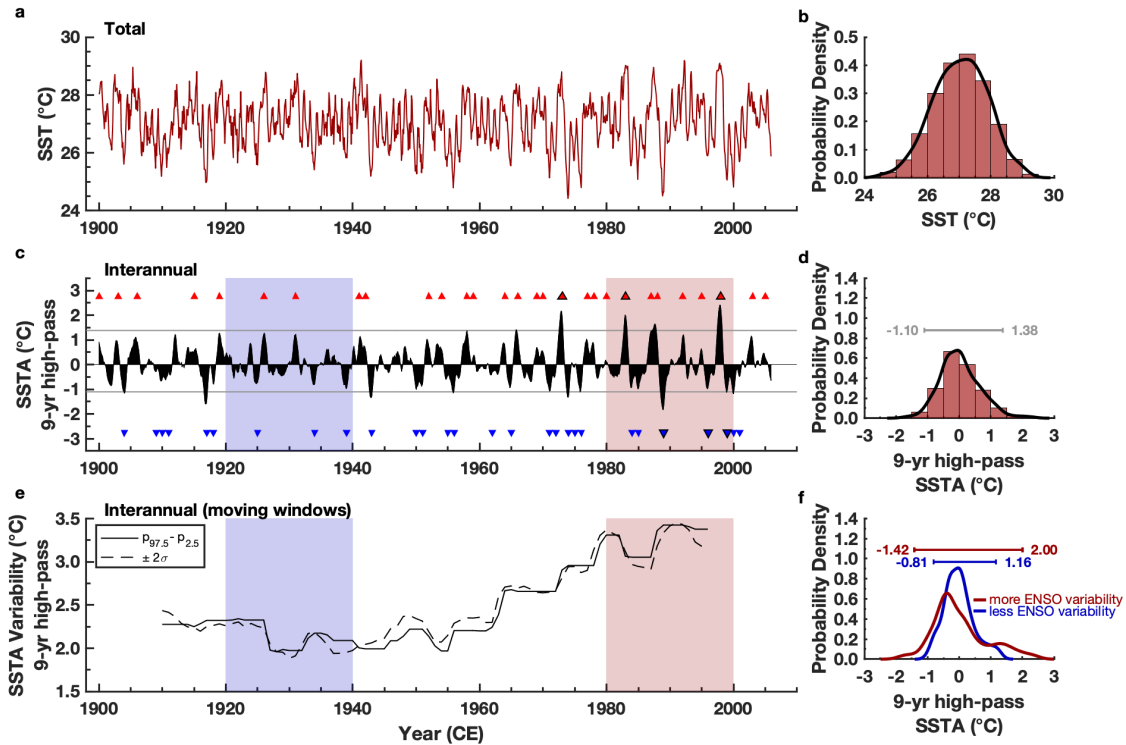 a
Total
SST (°C)
30
28
26
24
1900
1920
1940
1960
1980
2000
b
Probability Density
0.5
0.4
0.3
0.2
0.1
0.0
24
26
28
30
SST (°C)
c
Interannual
SSTA (°C)
9-yr high-pass
3
2
1
0
-1
-2
-3
1900
1920
1940
1960
1980
2000
d
Probability Density
1.4
1.2
1.0
0.8
0.6
0.4
0.2
0.0
-1.10
1.38
-3
-2
-1
0
1
2
3
9-yr high-pass
SSTA (°C)
e
Interannual (moving windows)
SSTA Variability (°C)
9-yr high-pass
3.5
3.0
2.5
2.0
1.5
p97.5 - p2.5
± 2σ
1900
1920
1940
1960
1980
2000
Year (CE)
f
Probability Density
1.4
1.2
1.0
0.8
0.6
0.4
0.2
0.0
-1.42
2.00
-0.81
1.16
more ENSO variability
less ENSO variability
-3
-2
-1
0
1
2
3
9-yr high-pass
SSTA (°C)